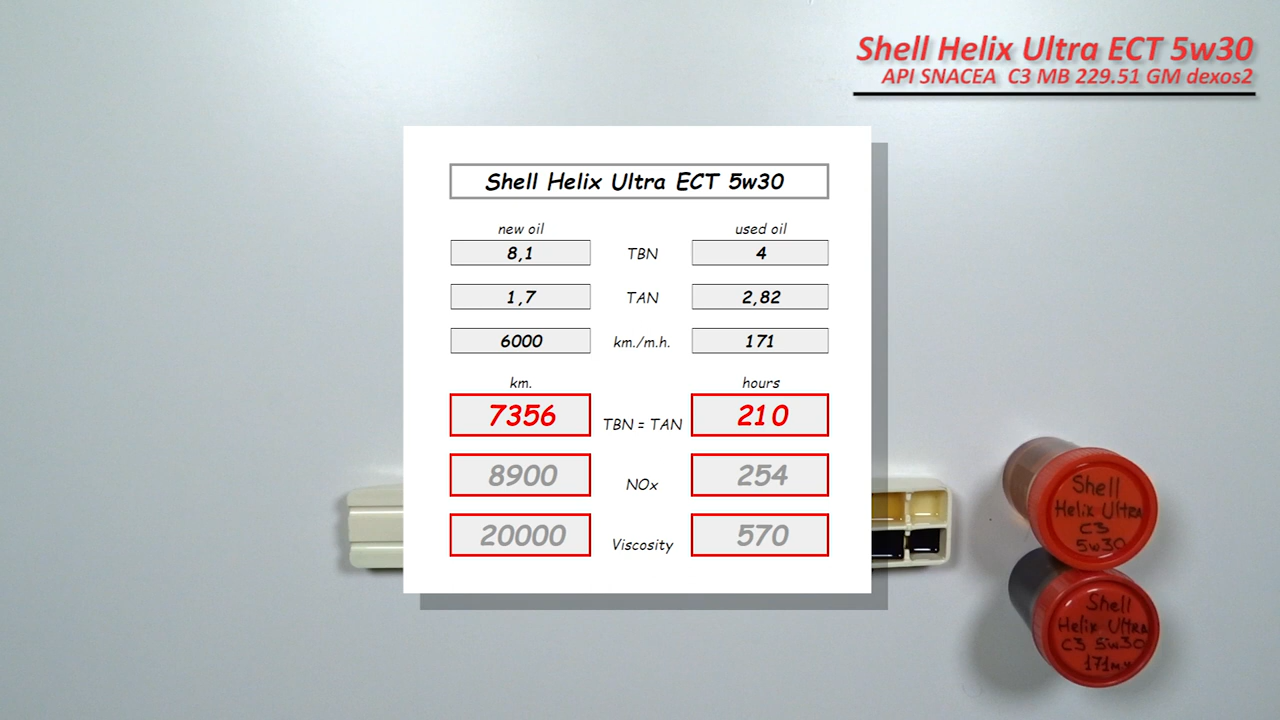 Shell Helix Ultra ECT 5w30
API SNACEA C3 MB 229.51 GM dexos2
Shell Helix Ultra ECT 5w30
new oil used oil
8,1 TBN 4
1,7 TAN 2,82
6000 km./m.h. 171
km. hours
7356 TBN = TAN 210
8900 NOx 254
20000 Viscosity 570
Shell
Helix Ultra
C3
5w30
Shell
Helix Ultra
C3 5w30
171м.ч